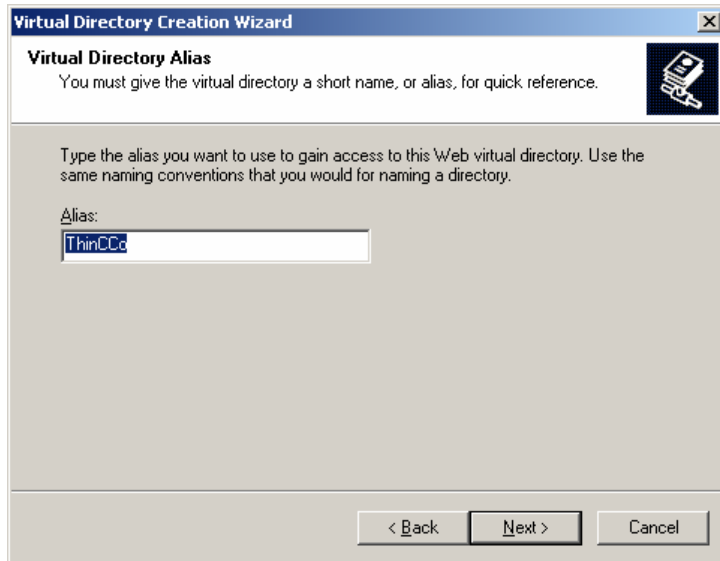 Virtual Directory Creation Wizard
Virtual Directory Alias
You must give the virtual directory a short name, or alias, for quick reference.
Type the alias you want to use to gain access to this Web virtual directory. Use the
same naming conventions that you would for naming a directory.
Alias:
ThinCCo
< Back Next > Cancel